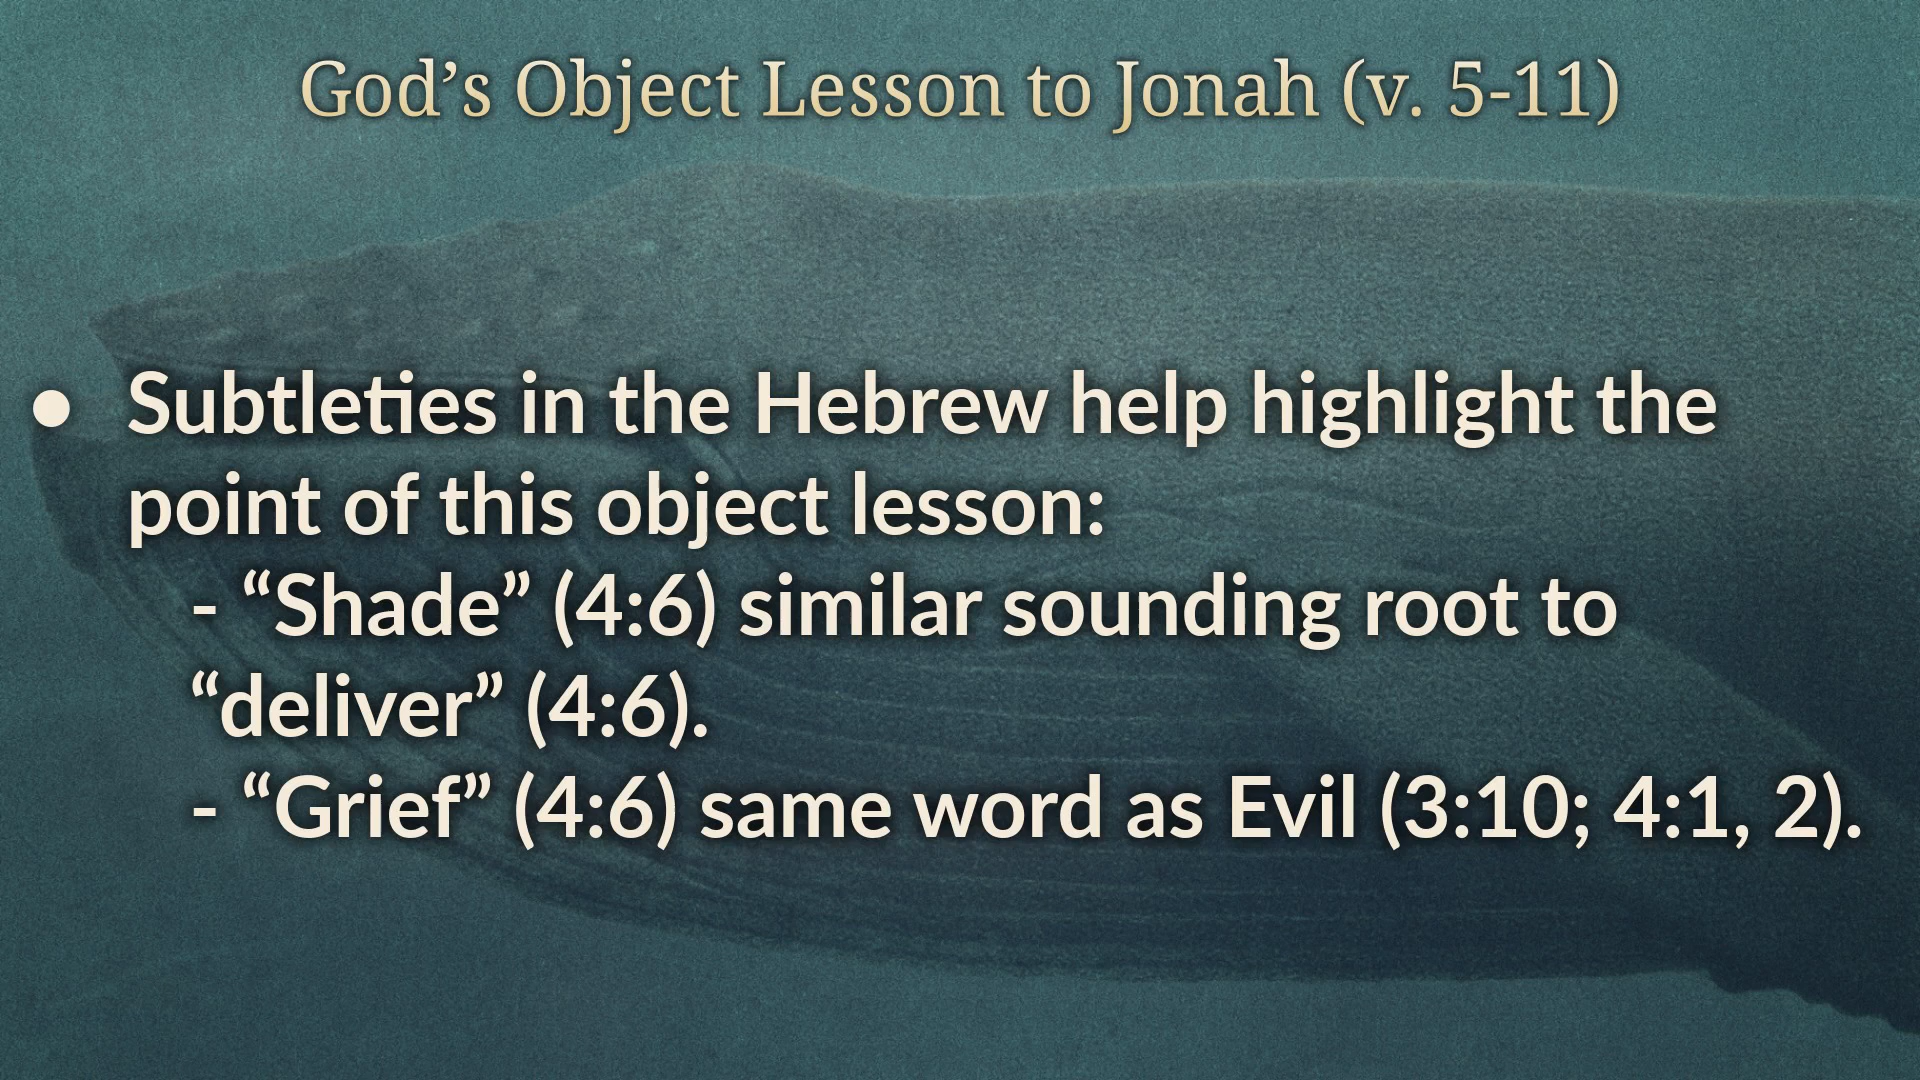 God’s Object Lesson to Jonah (v. 5-11)
● Subtleties in the Hebrew help highlight the
point of this object lesson:
- “Shade” (4:6) similar sounding root to
“deliver” (4:6).
- “Grief” (4:6) same word as Evil (3:10; 4:1, 2).